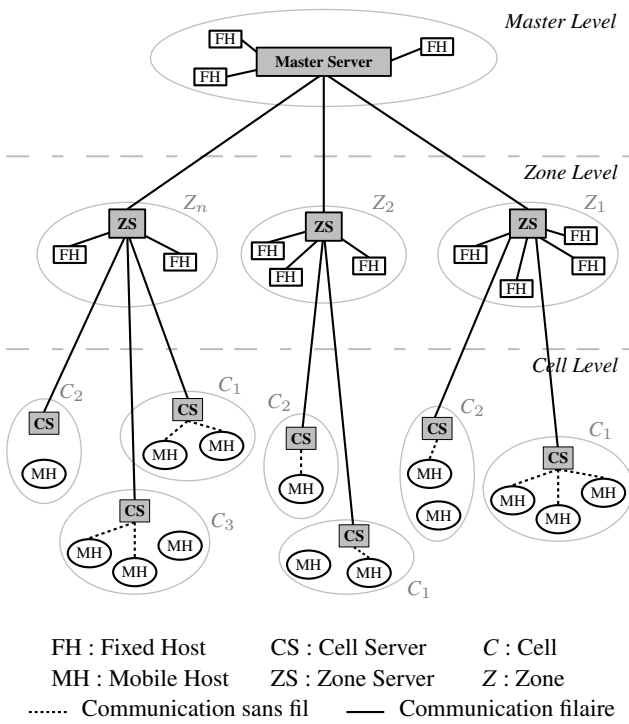 Master Level
FH
FH
FH
Master Server
Zone Level
Zn
Z2
Z1
ZS
ZS
ZS
FH
FH
FH
FH
FH
FH
FH
FH
FH
Cell Level
C2
C1
C2
C2
C1
CS
CS
CS
CS
CS
MH
MH
MH
MH
MH
MH
MH
MH
MH
CS
C3
CS
MH
MH
MH
MH
MH
C1
FH : Fixed Host CS : Cell Server C : Cell
MH : Mobile Host ZS : Zone Server Z : Zone
Communication sans fil Communication filaire